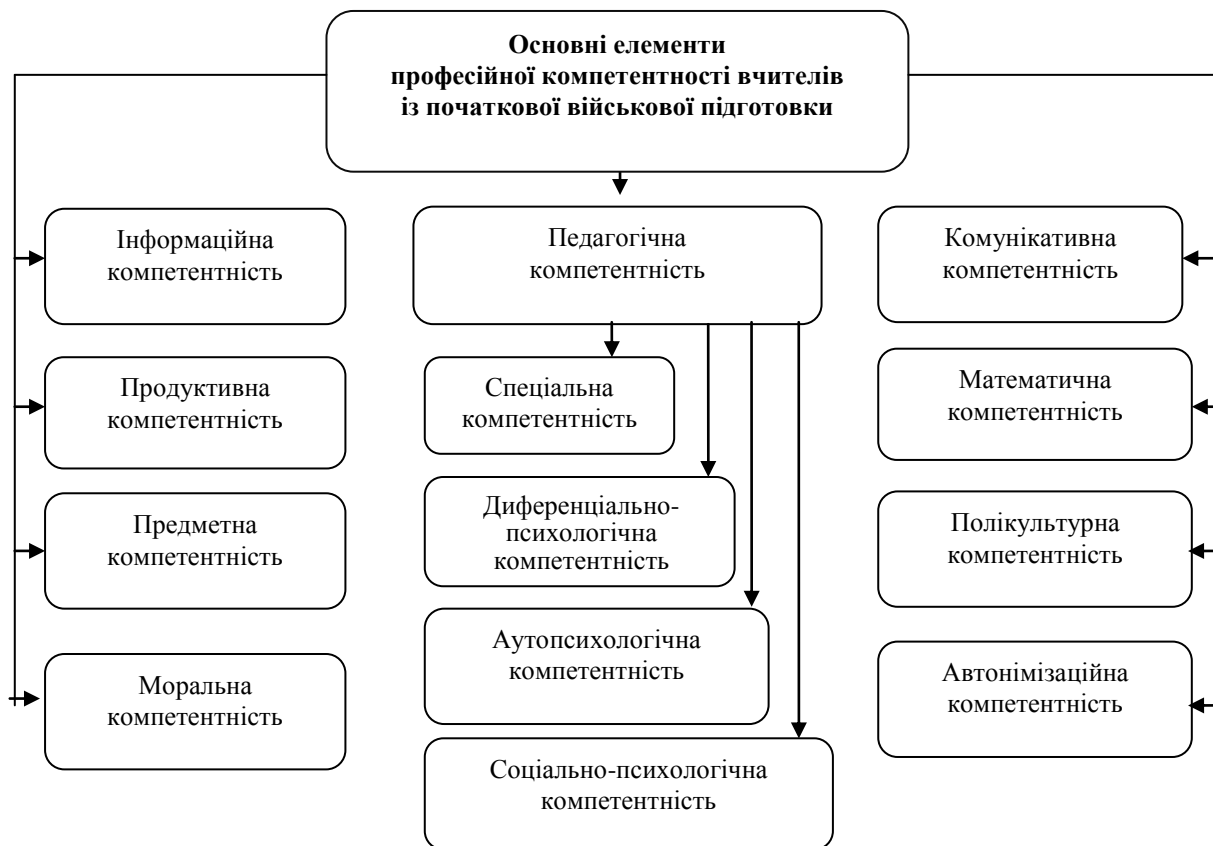 Основні елементи
професійної компетентності вчителів
із початкової військової підготовки
Інформаційна
компетентність
Продуктивна
компетентність
Предметна
компетентність
Моральна
компетентність
Педагогічна
компетентність
Спеціальна
компетентність
Диференціально-
психологічна
компетентність
Аутопсихологічна
компетентність
Соціально-психологічна
компетентність
Комунікативна
компетентність
Математична
компетентність
Полікультурна
компетентність
Автонімізаційна
компетентність